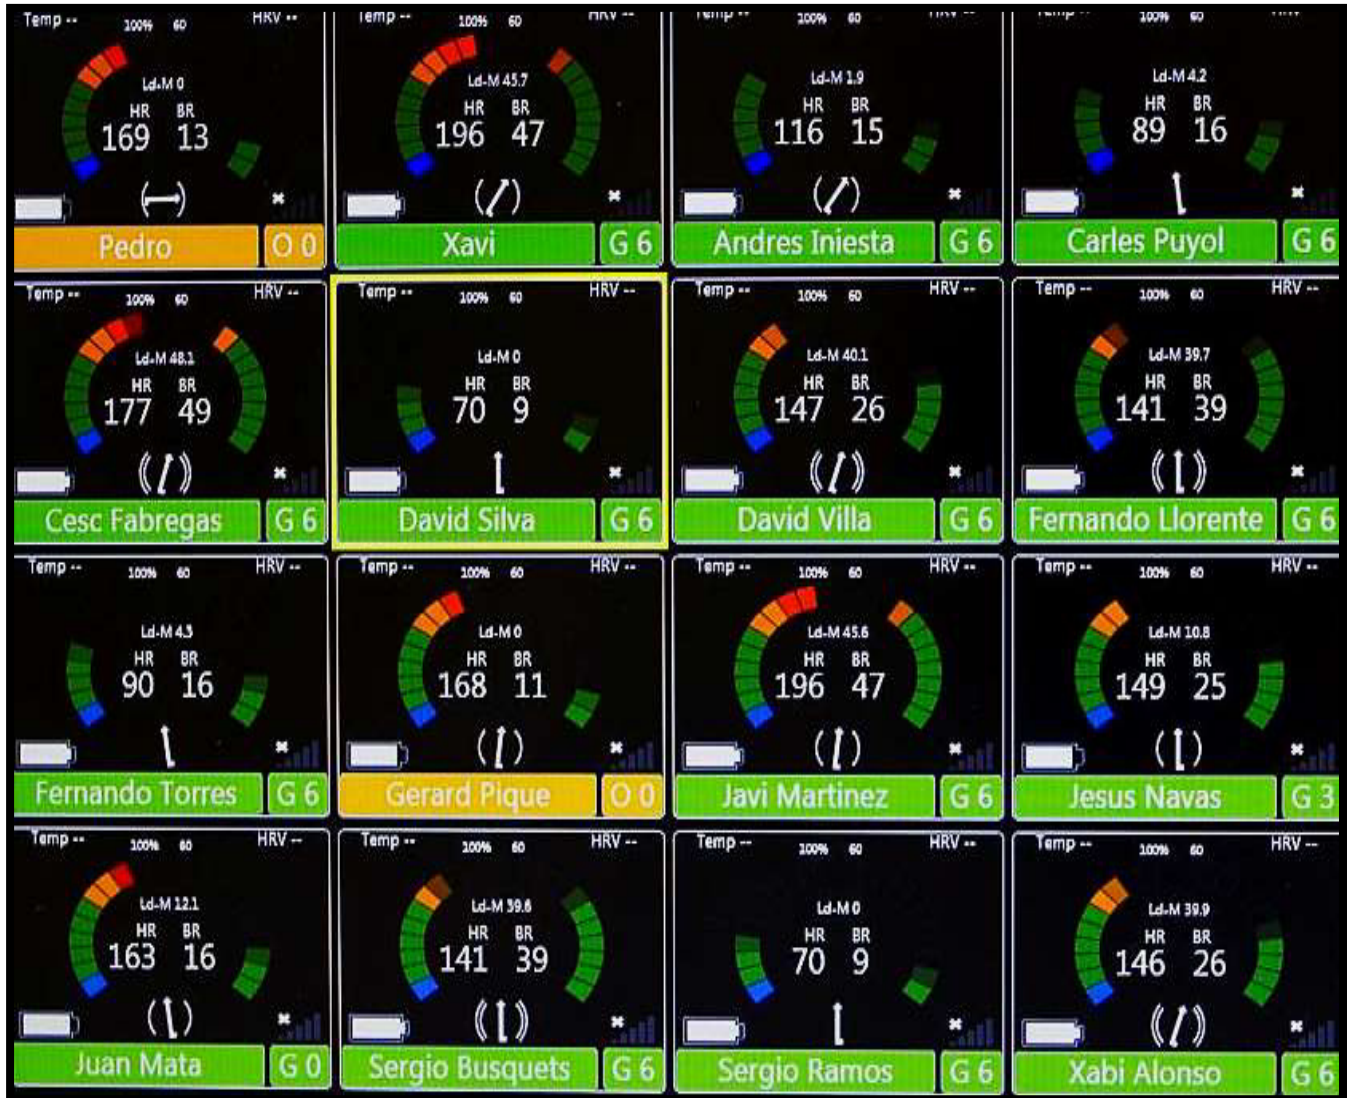 Temp -- 100% 60 HRV --
Ld-M 0
HR BR
169 13
Pedro O 0
100% 60
Ld-M 45.7
HR BR
196 47
Xavi G 6
100% 60
Ld-M 1.9
HR BR
116 15
Andres Iniesta G 6
100% 60
Ld-M 4.2
HR BR
89 16
Carles Puyol G 6
Temp -- 100% 60 HRV --
Ld-M 48.1
HR BR
177 49
Cesc Fabregas G 6
Temp -- 100% 60 HRV --
Ld-M 0
HR BR
70 9
David Silva G 6
Temp -- 100% 60 HRV --
Ld-M 40.1
HR BR
147 26
David Villa G 6
Temp -- 100% 60 HRV --
Ld-M 39.7
HR BR
141 39
Fernando Llorente G 6
Temp -- 100% 60 HRV --
Ld-M 4.3
HR BR
90 16
Fernando Torres G 6
Temp -- 100% 60 HRV --
Ld-M 0
HR BR
168 11
Gerard Pique O 0
Temp -- 100% 60 HRV --
Ld-M 45.6
HR BR
196 47
Javi Martinez G 6
Temp -- 100% 60 HRV --
Ld-M 10.8
HR BR
149 25
Jesus Navas G 3
Temp -- 100% 60 HRV --
Ld-M 12.1
HR BR
163 16
Juan Mata G 0
Temp -- 100% 60 HRV --
Ld-M 39.6
HR BR
141 39
Sergio Busquets G 6
Temp -- 100% 60 HRV --
Ld-M 0
HR BR
70 9
Sergio Ramos G 6
Temp -- 100% 60 HRV --
Ld-M 39.9
HR BR
146 26
Xabi Alonso G 6